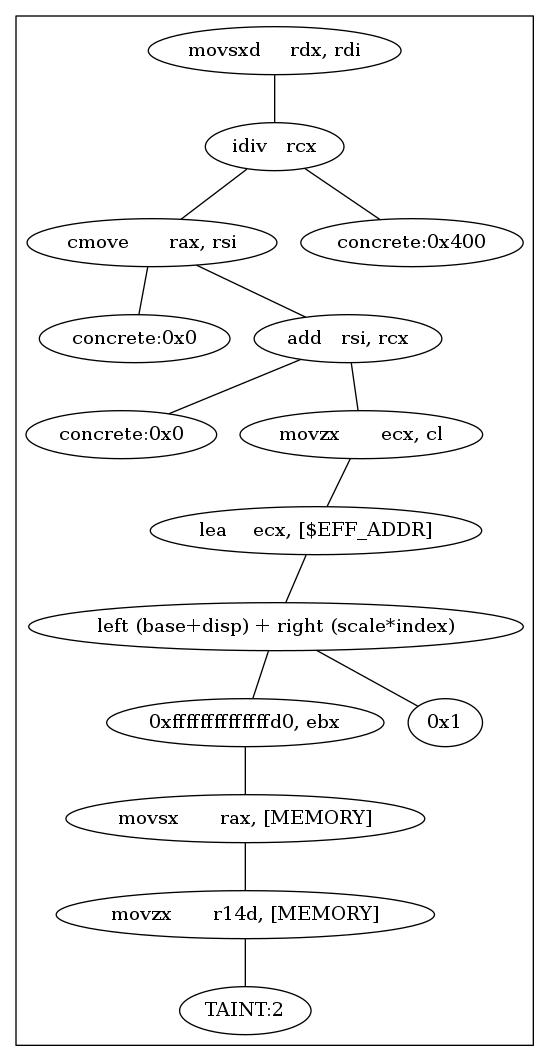 movsxd rdx, rdi
idiv rcx
cmove rax, rsi
concrete:0x400
concrete:0x0
add rsi, rcx
concrete:0x0
movzx ecx, cl
lea ecx, [$EFF_ADDR]
left (base+disp) + right (scale*index)
0xffffffffffffffd0, ebx
0x1
movsx rax, [MEMORY]
movzx r14d, [MEMORY]
TAINT:2